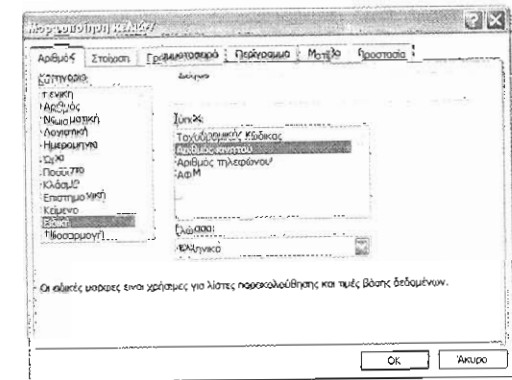 Μορφοποίηση κελιών
Αριθμός Στοίχιση Γραμματοσειρά Περίγραμμα Μοτίβο Προστασία
Κατηγορία: Δείγμα
Γενική
Αριθμός
Νομισματική
Λογιστική
Ημερομηνία
Ώρα
Ποσοστό
Κλάσμα
Επιστημονική
Κείμενο
Ειδική
Προσαρμογή
Τύπος:
Ταχυδρομικός Κώδικας
Αριθμός κινητού
Αριθμός τηλεφώνου
ΑΦΜ
Γλώσσα:
Ελληνικά
Οι ειδικές μορφές είναι χρήσιμες για λίστες παρακολούθησης και τιμές βάσης δεδομένων.
OK Άκυρο